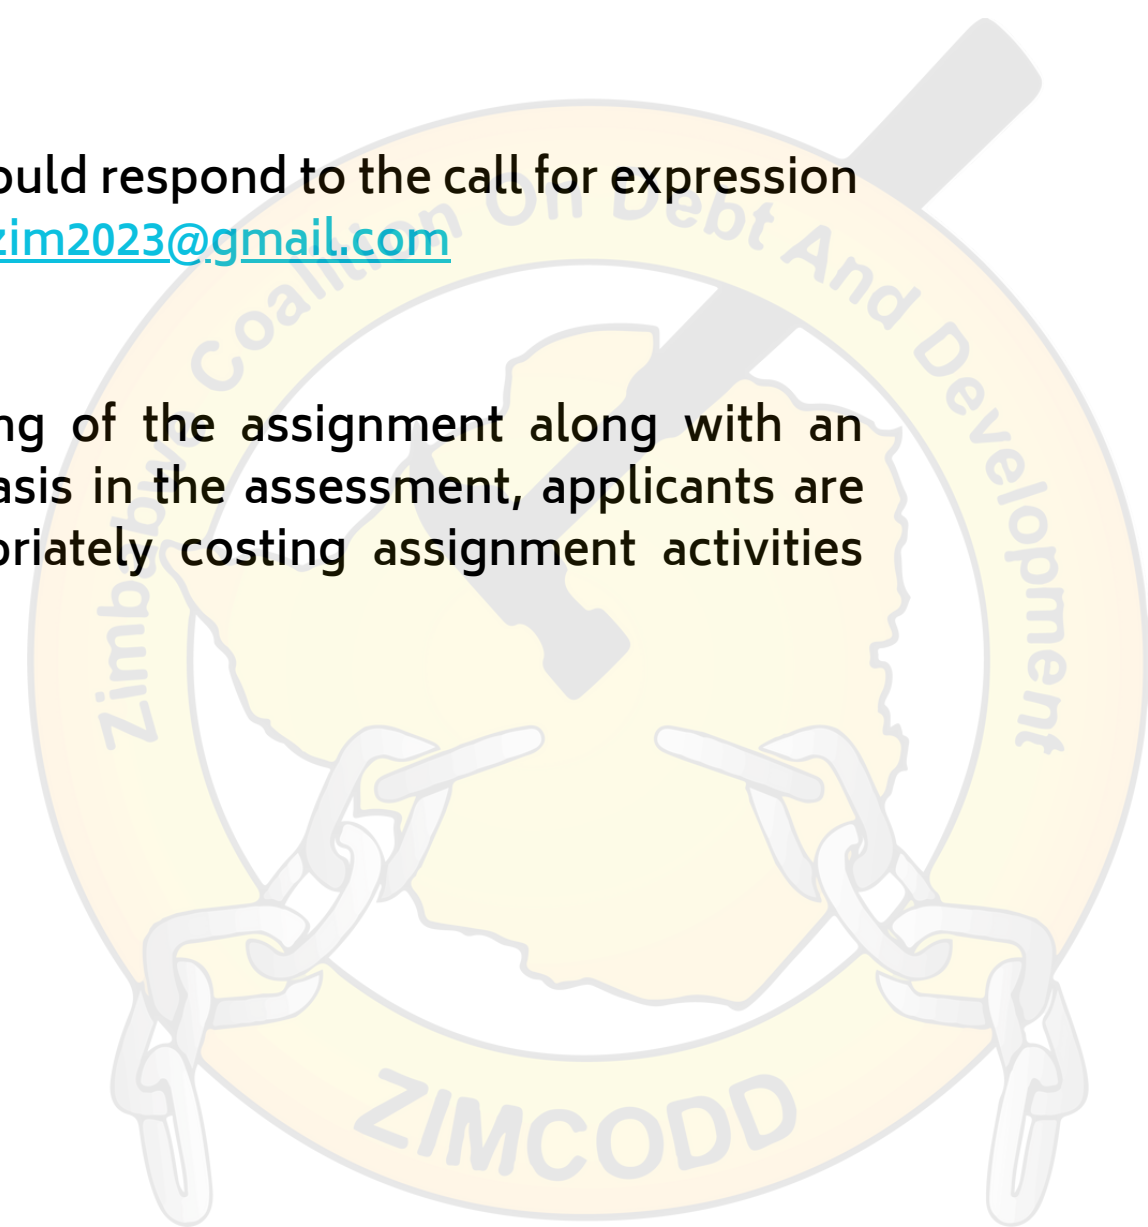 ould respond to the call for expression
zim2023@gmail.com
ng of the assignment along with an
asis in the assessment, applicants are
priately costing assignment activities
Zimbabwe Coalition On Debt And Development
ZIMCODD